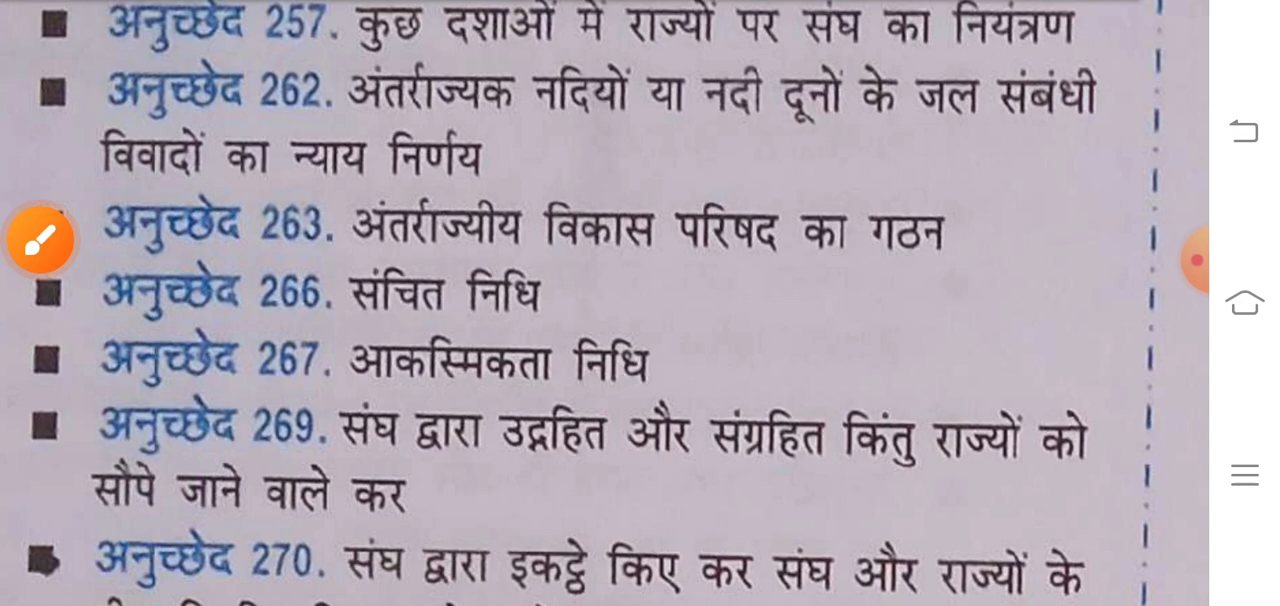 ■ अनुच्छेद 257. कुछ दशाओं में राज्यों पर संघ का नियंत्रण
■ अनुच्छेद 262. अंतर्राज्यक नदियों या नदी दूनों के जल संबंधी
विवादों का न्याय निर्णय
अनुच्छेद 263. अंतर्राज्यीय विकास परिषद का गठन
■ अनुच्छेद 266. संचित निधि
■ अनुच्छेद 267. आकस्मिकता निधि
■ अनुच्छेद 269. संघ द्वारा उद्ग्रहित और संग्रहित किंतु राज्यों को
सौपे जाने वाले कर
■ अनुच्छेद 270. संघ द्वारा इकट्ठे किए कर संघ और राज्यों के